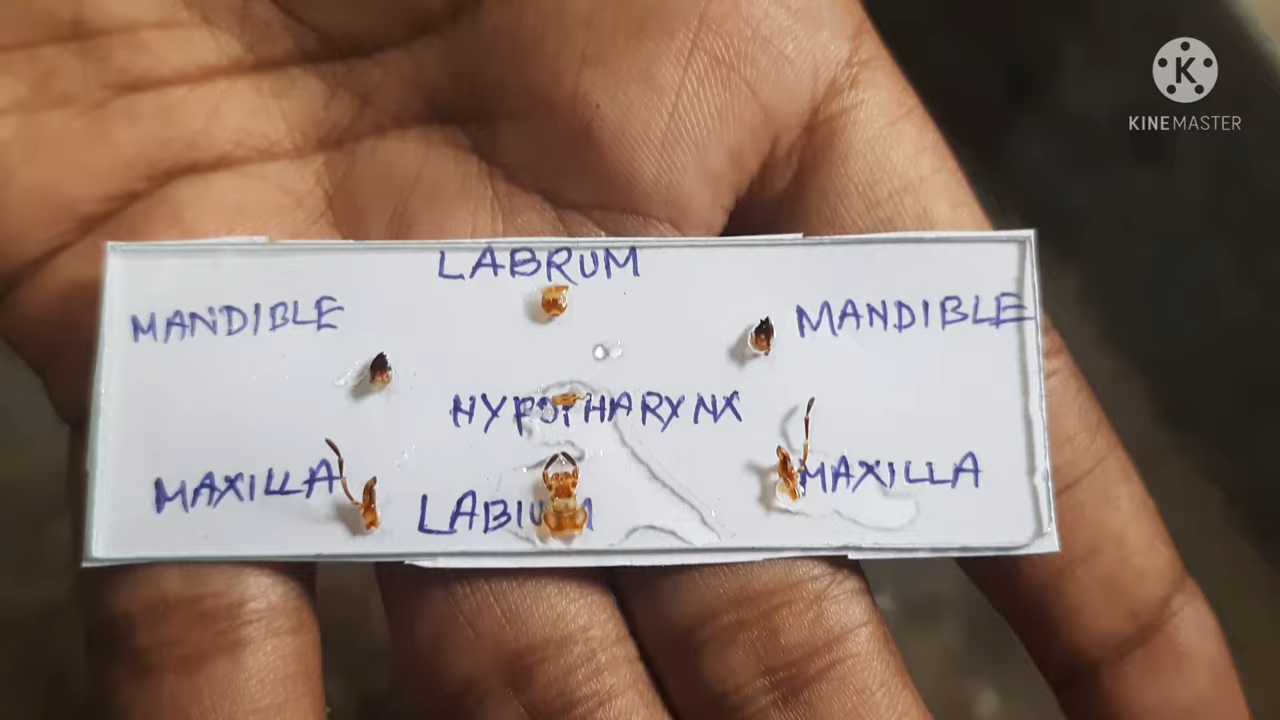 K
KINEMASTER
LABRUM
MANDIBLE
MANDIBLE
HYPOPHARYNX
MAXILLA
MAXILLA
LABIUM